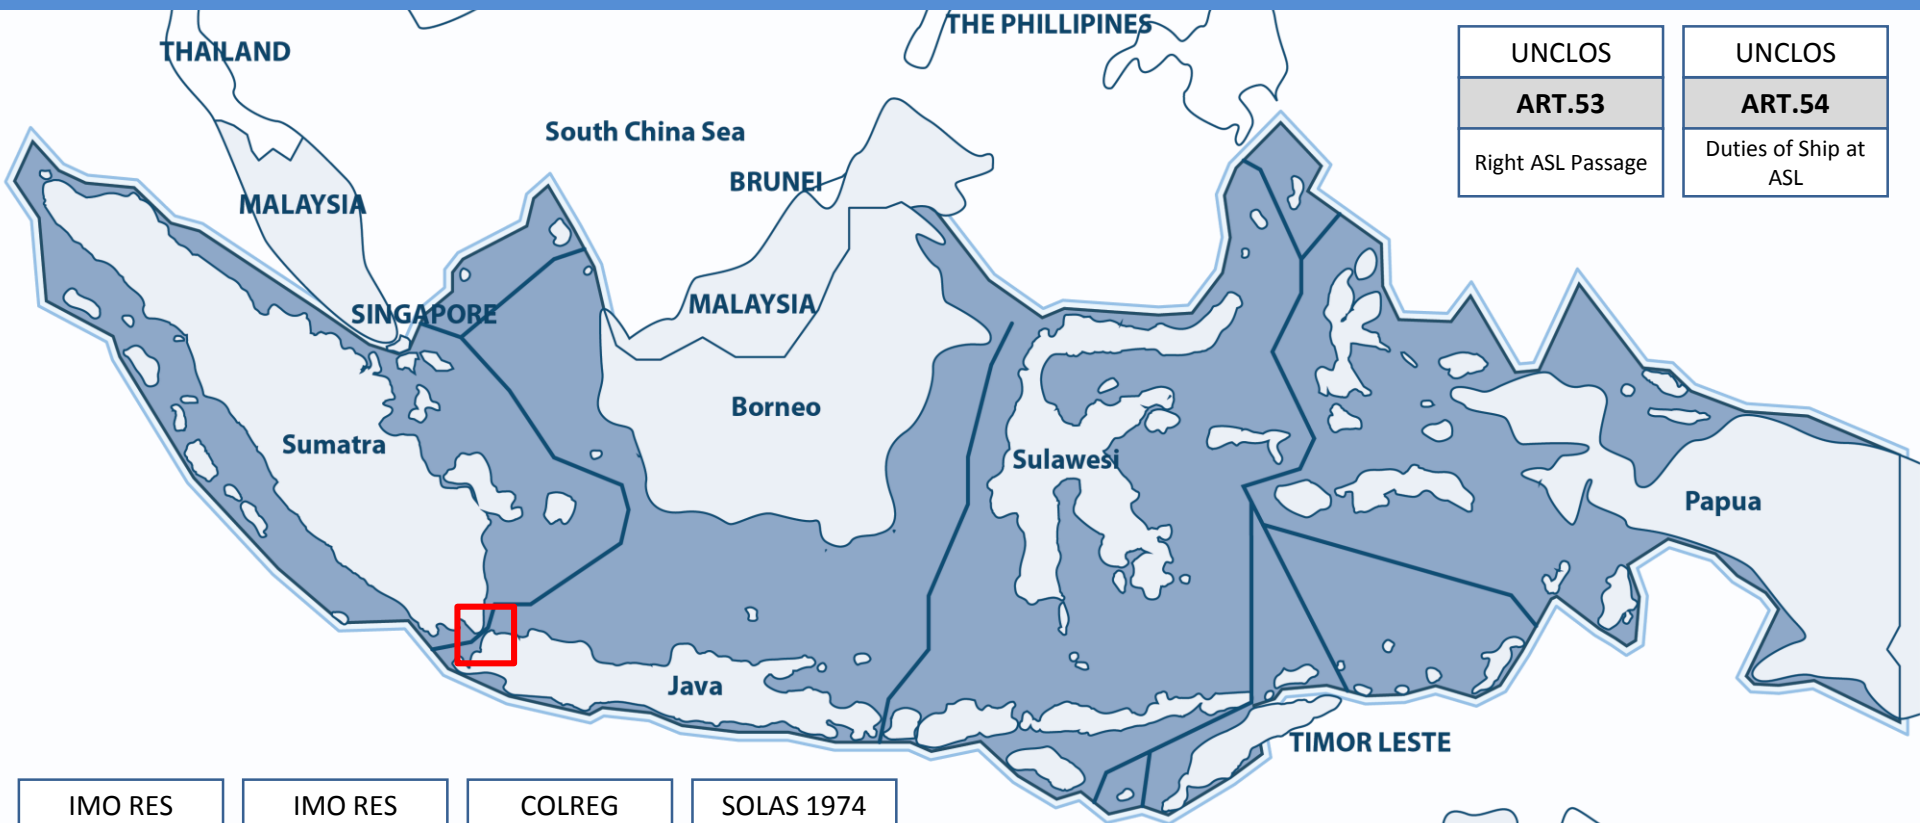 THE PHILLIPINES
THAILAND
UNCLOS
ART.53
Right ASL Passage
UNCLOS
ART.54
Duties of Ship at
ASL
South China Sea
BRUNEI
MALAYSIA
SINGAPORE
MALAYSIA
Borneo
Sumatra
Sulawesi
Papua
Java
TIMOR LESTE
IMO RES
IMO RES
COLREG
SOLAS 1974